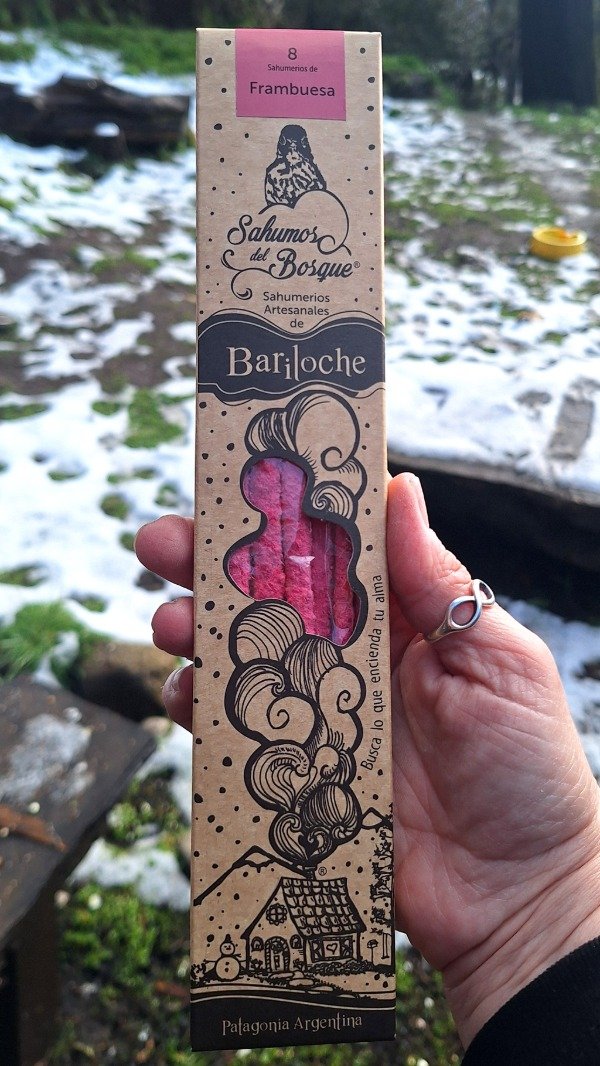 8
Sahumerios de
Frambuesa
Sahumos
del
Bosque®
Sahumerios
Artesanales
de
Bariloche
Busca lo que encienda tu alma
®
Patagonia Argentina